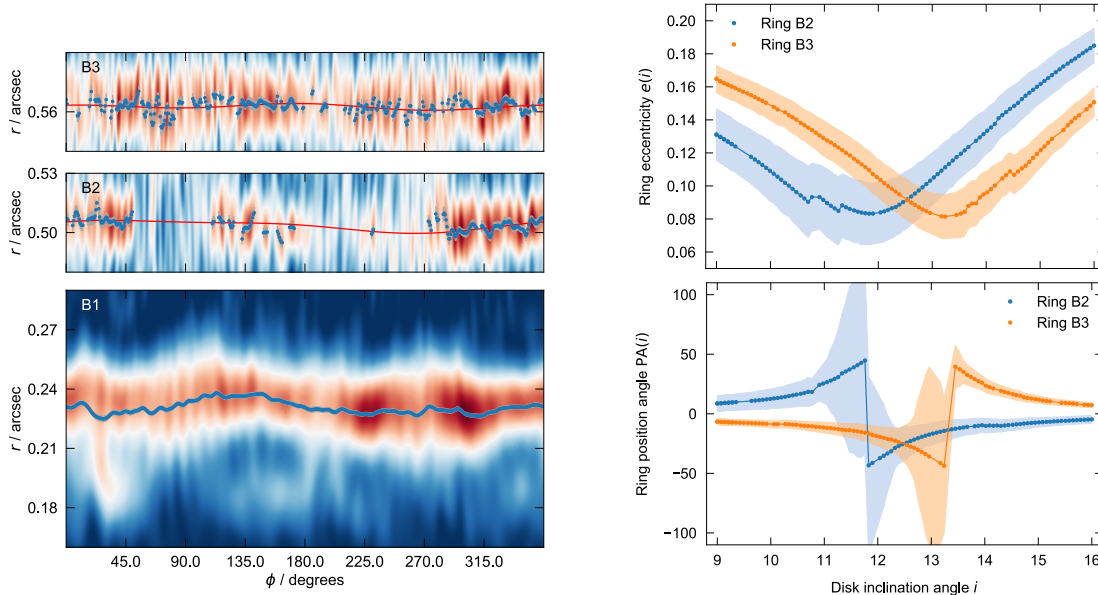 B3
r / arcsec
0.56
B2
r / arcsec
0.53
0.50
B1
r / arcsec
0.27
0.24
0.21
0.18
45.0 90.0 135.0 180.0 225.0 270.0 315.0
ϕ / degrees
Ring eccentricity e(i)
0.20
0.18
0.16
0.14
0.12
0.10
0.08
0.06
Ring B2
Ring B3
Ring position angle PA(i)
100
50
0
−50
−100
Ring B2
Ring B3
9 10 11 12 13 14 15 16
Disk inclination angle i